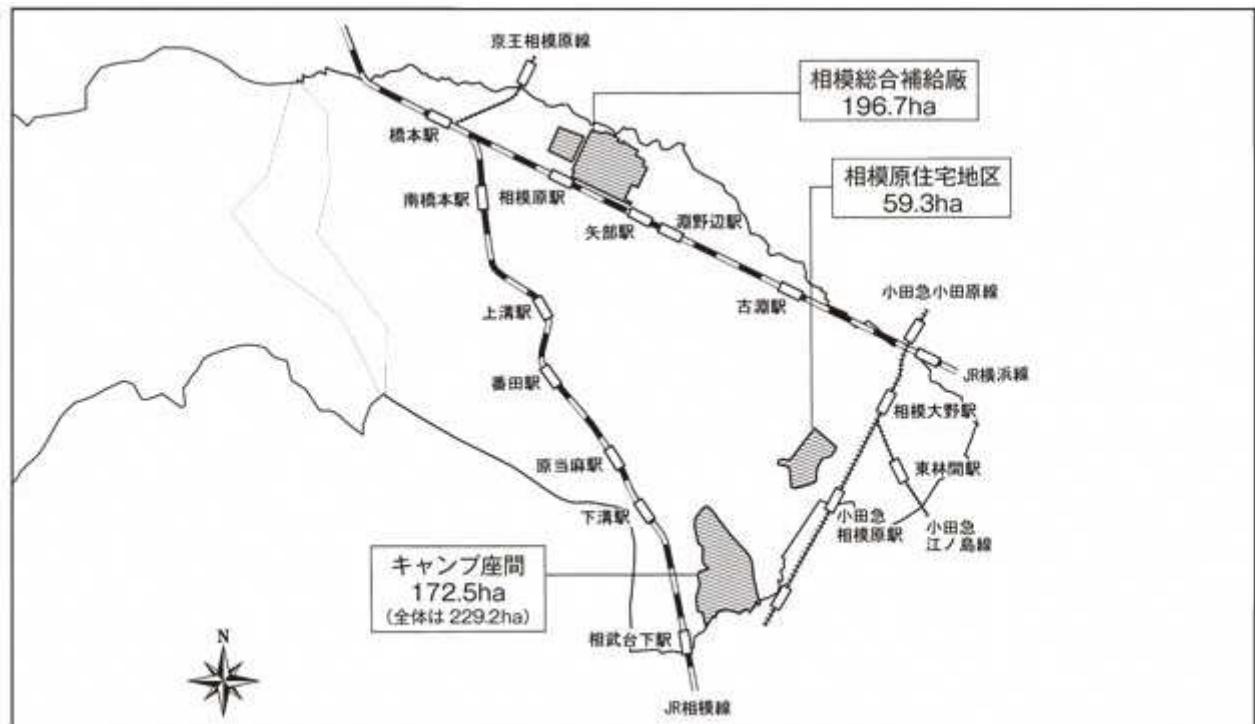 京王相模原線
相模総合補給廠
196.7ha
橋本駅
相模原住宅地区
59.3ha
南橋本駅
相模原駅
矢部駅
淵野辺駅
古淵駅
小田急小田原線
上溝駅
JR横浜線
番田駅
相模大野駅
原当麻駅
東林間駅
下溝駅
小田急
相模原駅
小田急
江ノ島線
キャンプ座間
172.5ha
(全体は 229.2ha)
相武台下駅
N
JR相模線